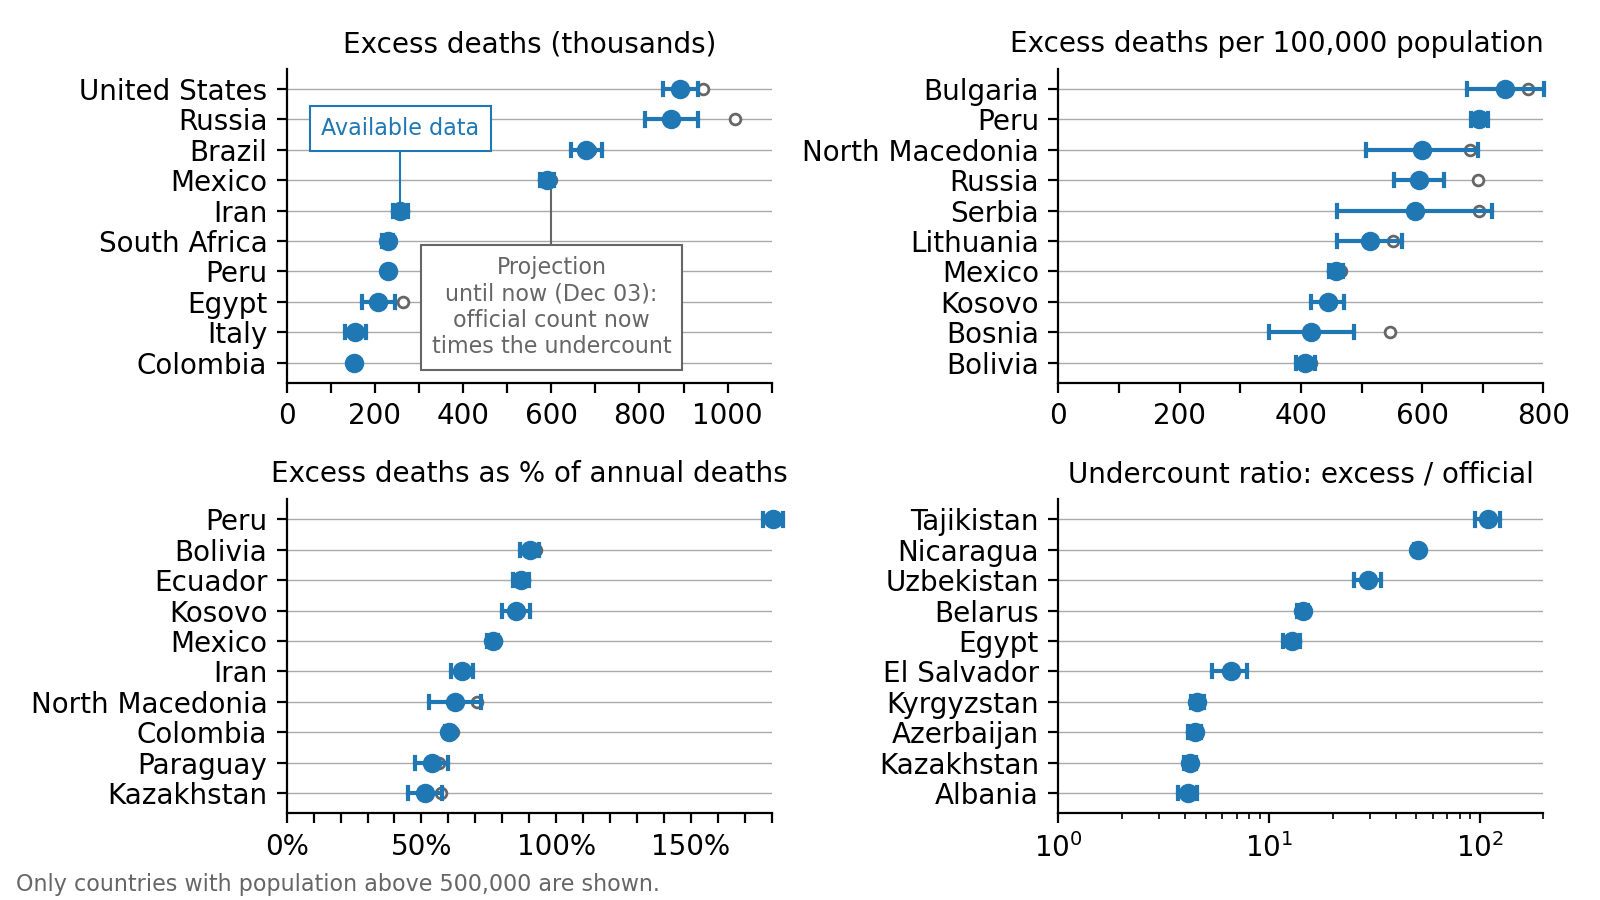 Excess deaths (thousands)
United States
Russia
Brazil
Mexico
Iran
South Africa
Peru
Egypt
Italy
Colombia
Available data
Projection
until now (Dec 03):
official count now
times the undercount
0 200 400 600 800 1000
Excess deaths per 100,000 population
Bulgaria
Peru
North Macedonia
Russia
Serbia
Lithuania
Mexico
Kosovo
Bosnia
Bolivia
0 200 400 600 800
Excess deaths as % of annual deaths
Peru
Bolivia
Ecuador
Kosovo
Mexico
Iran
North Macedonia
Colombia
Paraguay
Kazakhstan
0% 50% 100% 150%
Undercount ratio: excess / official
Tajikistan
Nicaragua
Uzbekistan
Belarus
Egypt
El Salvador
Kyrgyzstan
Azerbaijan
Kazakhstan
Albania
10⁰ 10¹ 10²
Only countries with population above 500,000 are shown.